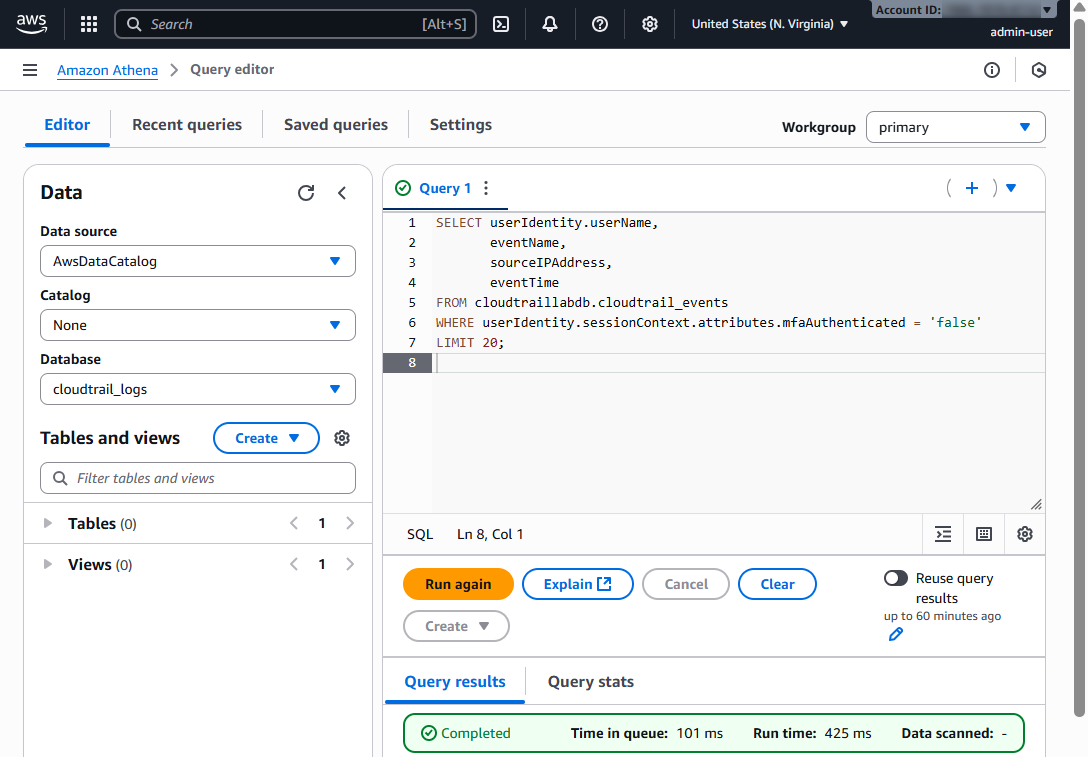 aws
Search [Alt+S]
United States (N. Virginia)
Account ID:
admin-user
Amazon Athena
Query editor
Editor
Recent queries
Saved queries
Settings
Workgroup
primary
Data
Data source
AwsDataCatalog
Catalog
None
Database
cloudtrail_logs
Tables and views
Create
Filter tables and views
Tables (0)
1
Views (0)
1
Query 1
1 SELECT userIdentity.userName,
2 eventName,
3 sourceIPAddress,
4 eventTime
5 FROM cloudtraillabdb.cloudtrail_events
6 WHERE userIdentity.sessionContext.attributes.mfaAuthenticated = 'false'
7 LIMIT 20;
8
SQL Ln 8, Col 1
Run again
Explain
Cancel
Clear
Create
Reuse query
results
up to 60 minutes ago
Query results
Query stats
Completed
Time in queue: 101 ms
Run time: 425 ms
Data scanned: -